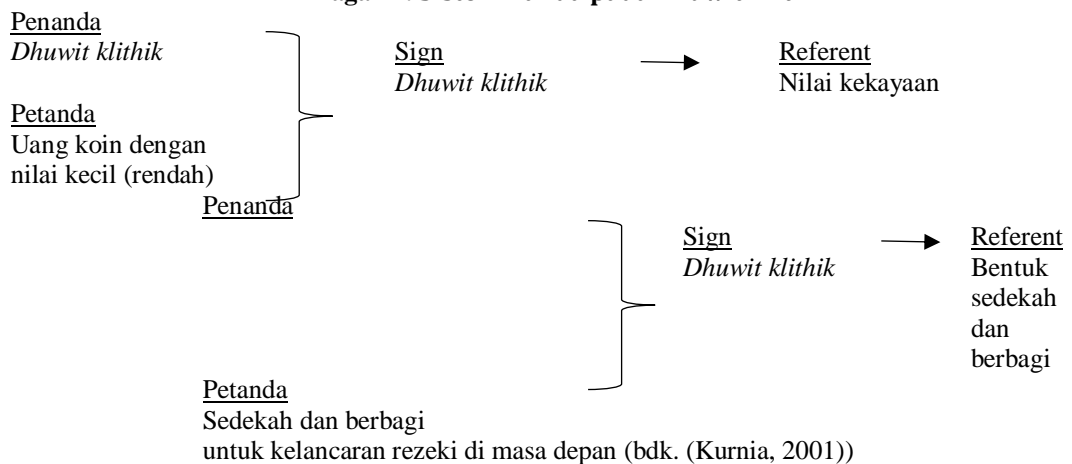 Penanda
Dhuwit klithik
Sign
Dhuwit klithik
Referent
Nilai kekayaan
Petanda
Uang koin dengan
nilai kecil (rendah)
Penanda
Sign
Dhuwit klithik
Referent
Bentuk
sedekah
dan
berbagi
Petanda
Sedekah dan berbagi
untuk kelancaran rezeki di masa depan (bdk. (Kurnia, 2001))